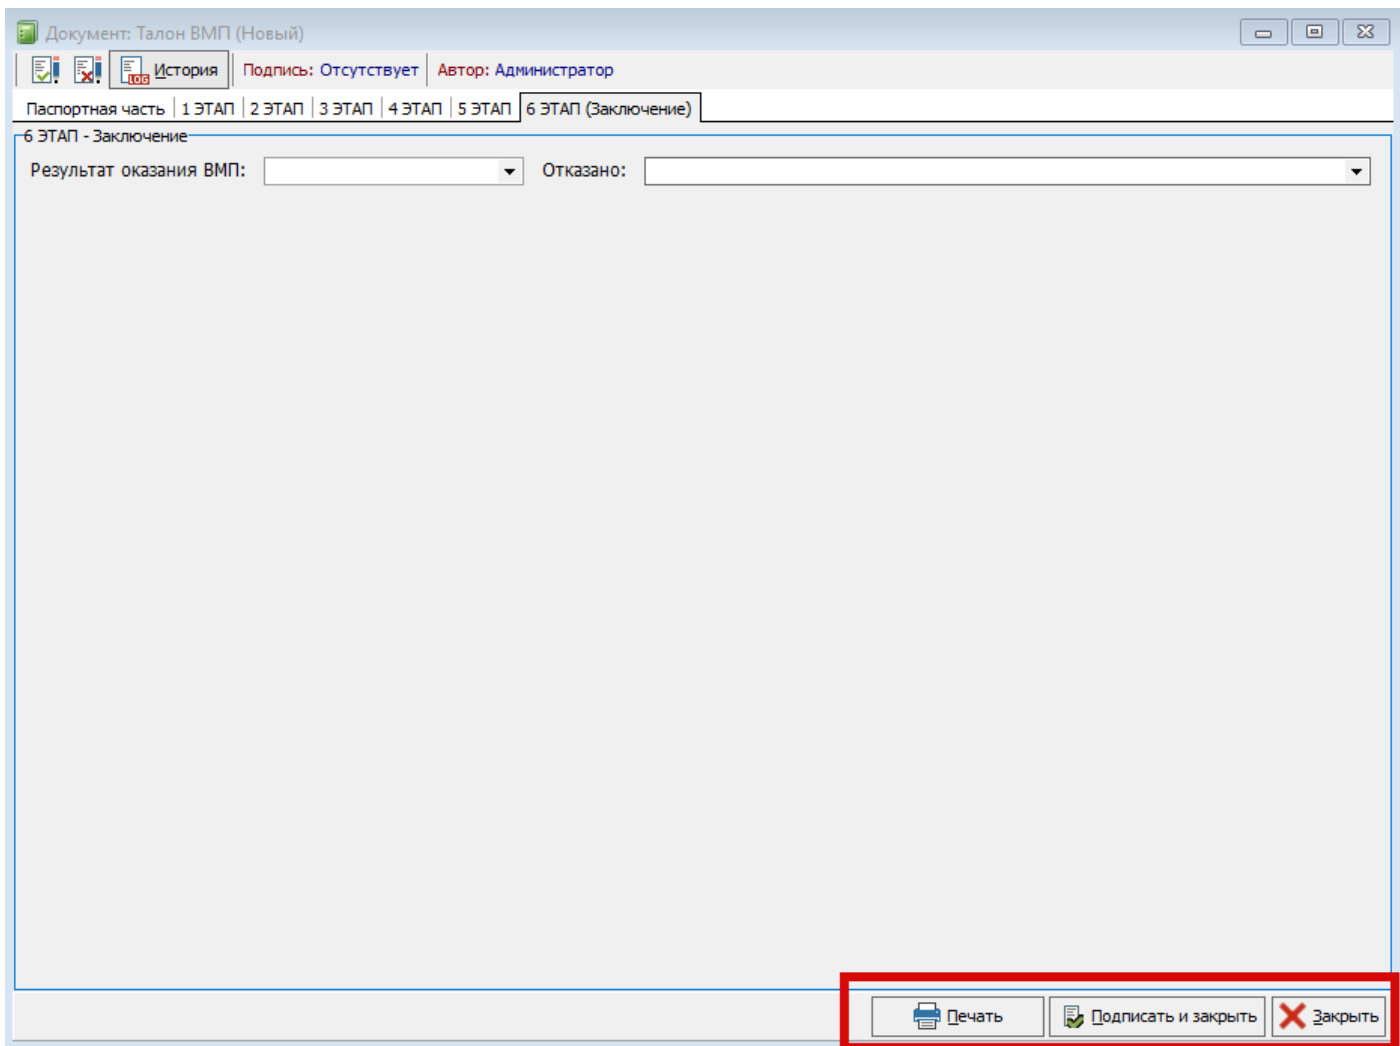 Документ: Талон ВМП (Новый)
LOG История Подпись: Отсутствует Автор: Администратор
Паспортная часть 1 ЭТАП 2 ЭТАП 3 ЭТАП 4 ЭТАП 5 ЭТАП 6 ЭТАП (Заключение)
6 ЭТАП - Заключение
Результат оказания ВМП: Отказано:
Печать Подписать и закрыть Закрыть